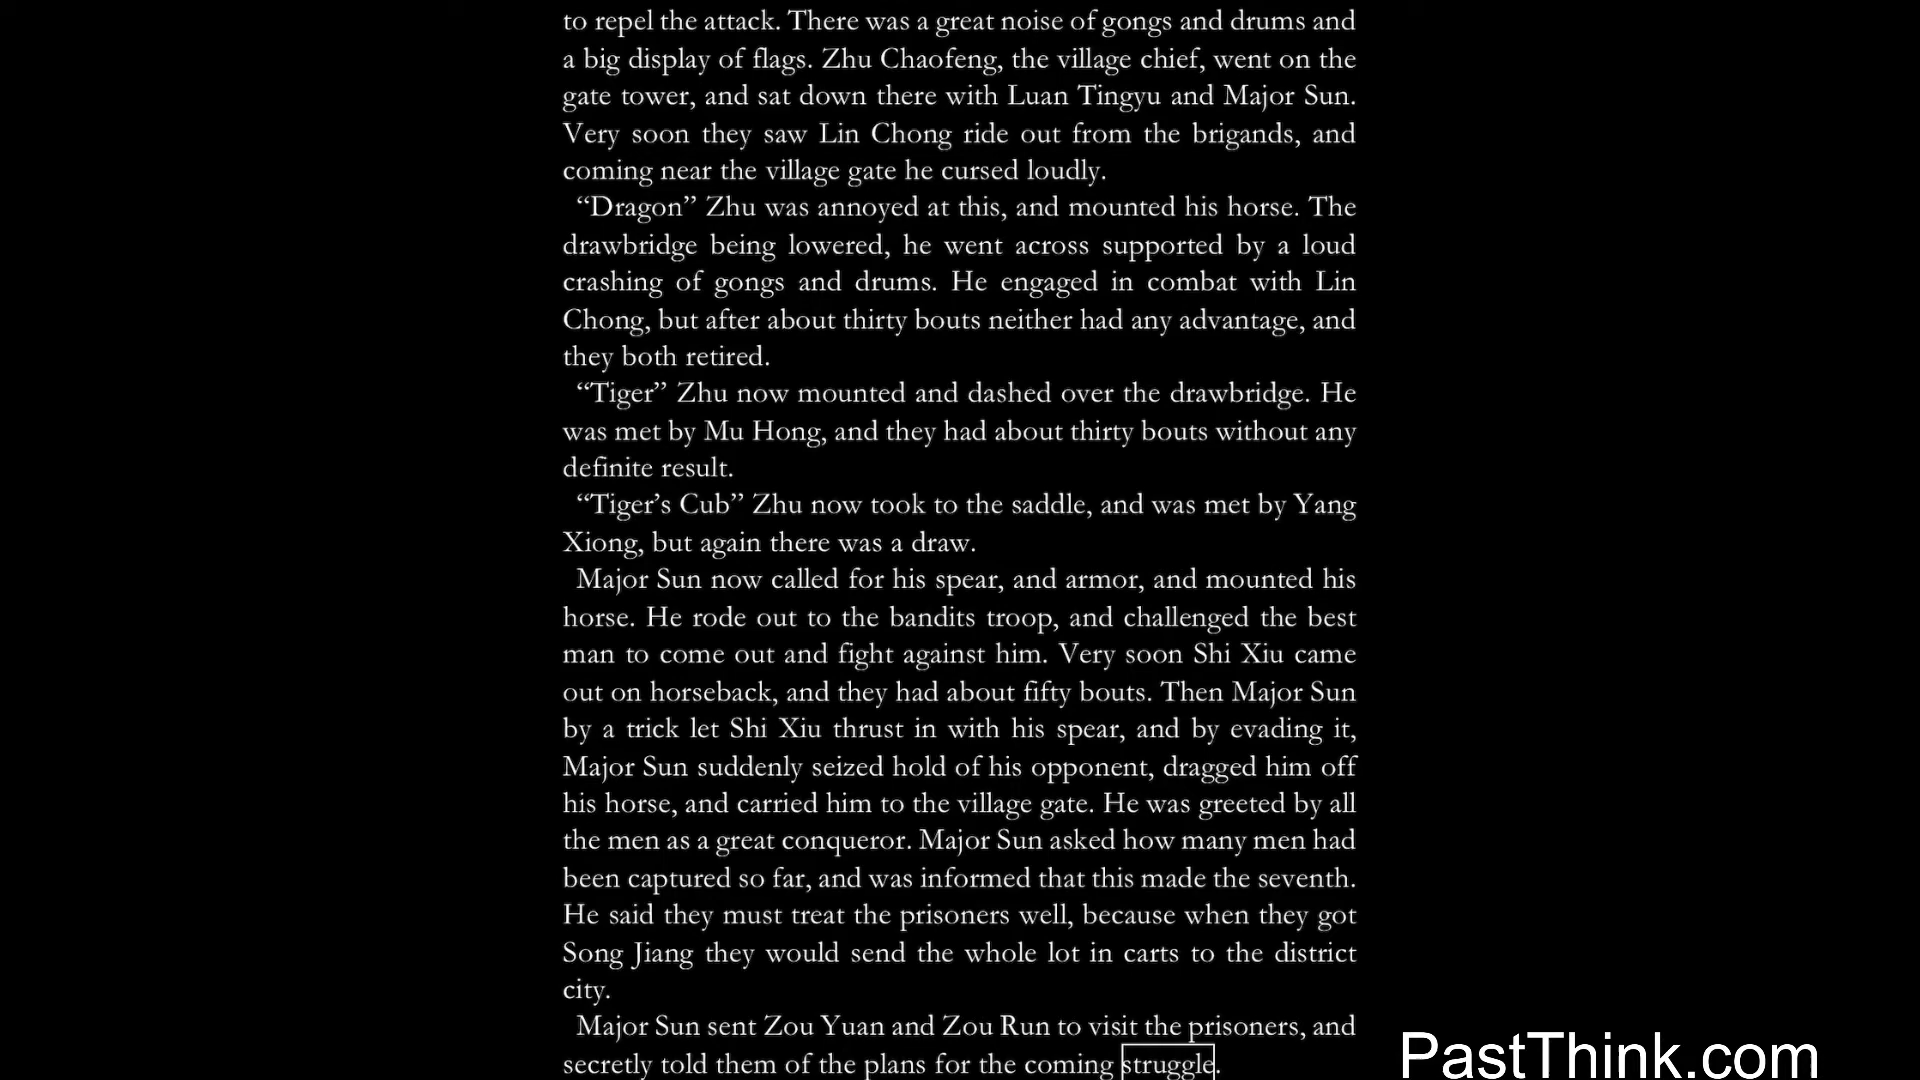 to repel the attack. There was a great noise of gongs and drums and
a big display of flags. Zhu Chaofeng, the village chief, went on the
gate tower, and sat down there with Luan Tingyu and Major Sun.
Very soon they saw Lin Chong ride out from the brigands, and
coming near the village gate he cursed loudly.
“Dragon” Zhu was annoyed at this, and mounted his horse. The
drawbridge being lowered, he went across supported by a loud
crashing of gongs and drums. He engaged in combat with Lin
Chong, but after about thirty bouts neither had any advantage, and
they both retired.
“Tiger” Zhu now mounted and dashed over the drawbridge. He
was met by Mu Hong, and they had about thirty bouts without any
definite result.
“Tiger’s Cub” Zhu now took to the saddle, and was met by Yang
Xiong, but again there was a draw.
Major Sun now called for his spear, and armor, and mounted his
horse. He rode out to the bandits troop, and challenged the best
man to come out and fight against him. Very soon Shi Xiu came
out on horseback, and they had about fifty bouts. Then Major Sun
by a trick let Shi Xiu thrust in with his spear, and by evading it,
Major Sun suddenly seized hold of his opponent, dragged him off
his horse, and carried him to the village gate. He was greeted by all
the men as a great conqueror. Major Sun asked how many men had
been captured so far, and was informed that this made the seventh.
He said they must treat the prisoners well, because when they got
Song Jiang they would send the whole lot in carts to the district
city.
Major Sun sent Zou Yuan and Zou Run to visit the prisoners, and
secretly told them of the plans for the coming struggle.
PastThink.com